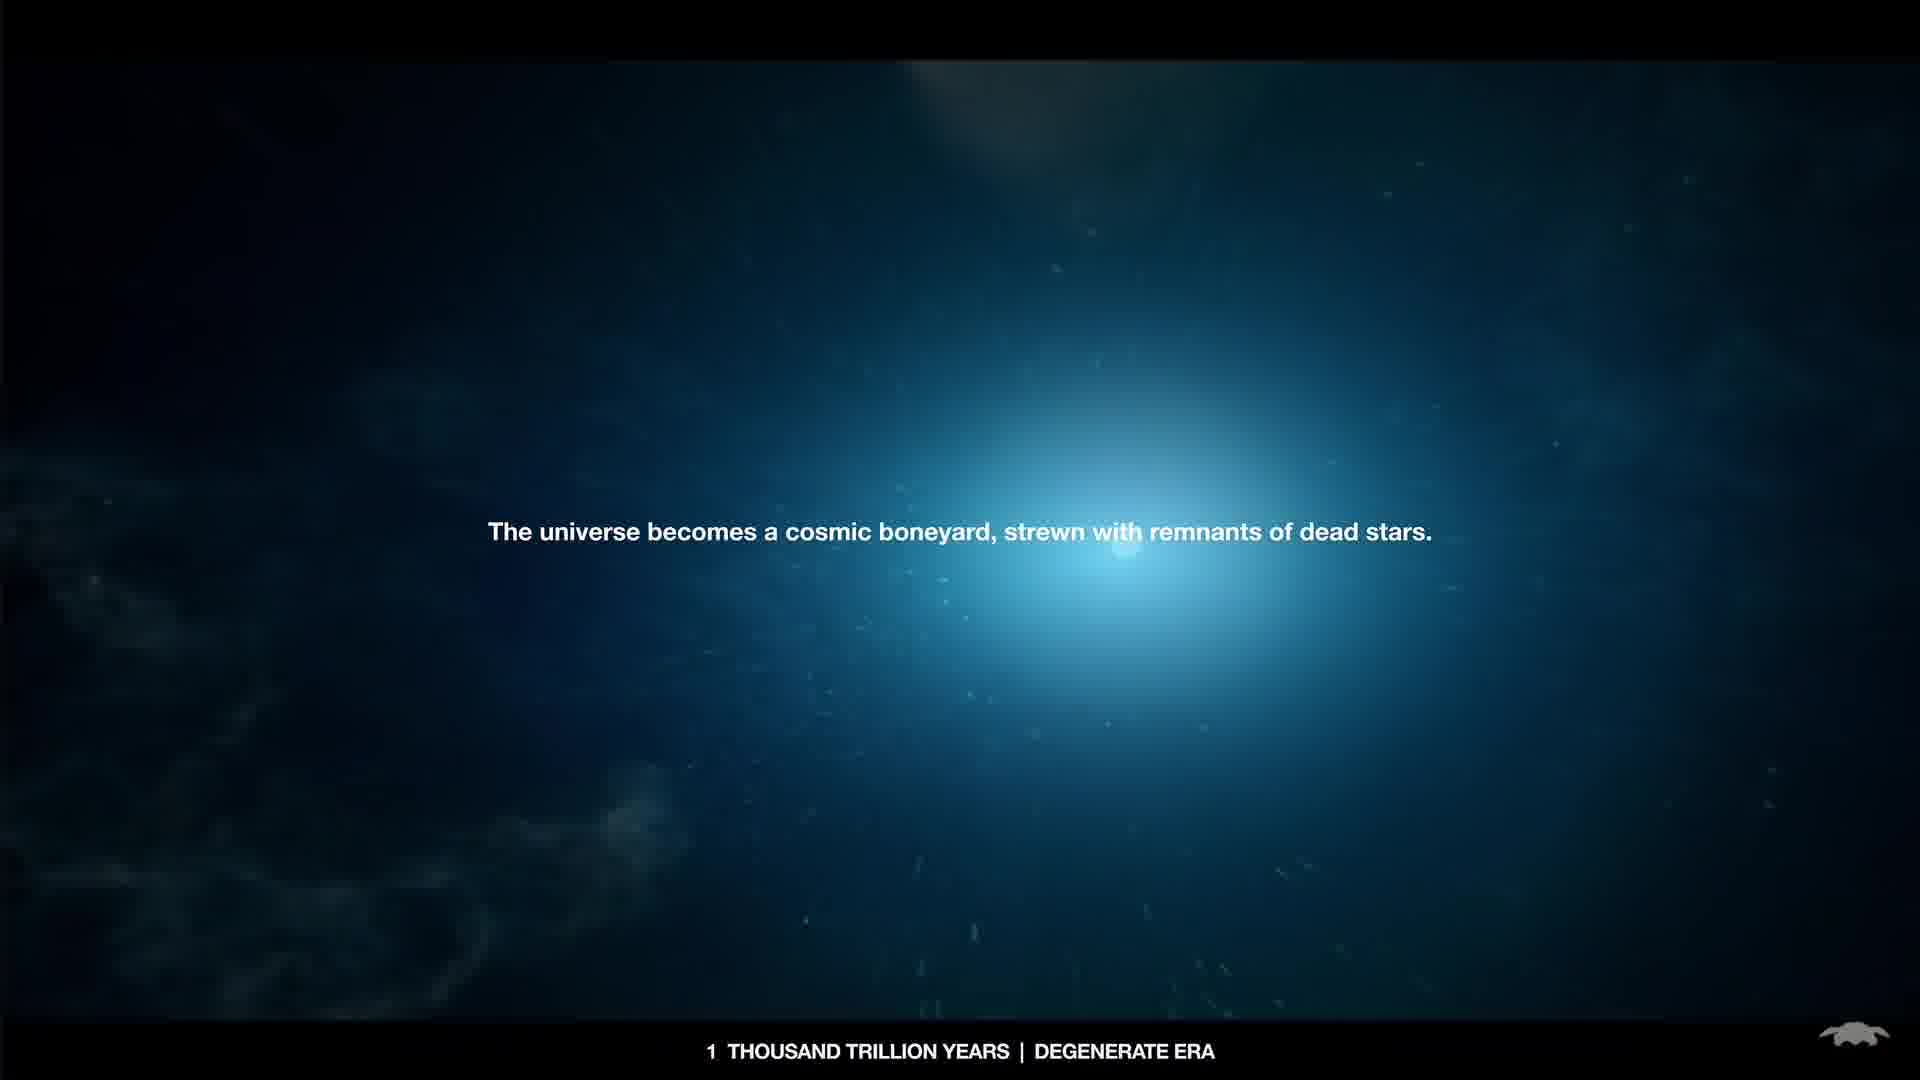 The universe becomes a cosmic boneyard, strewn with remnants of dead stars.
1 THOUSAND TRILLION YEARS | DEGENERATE ERA